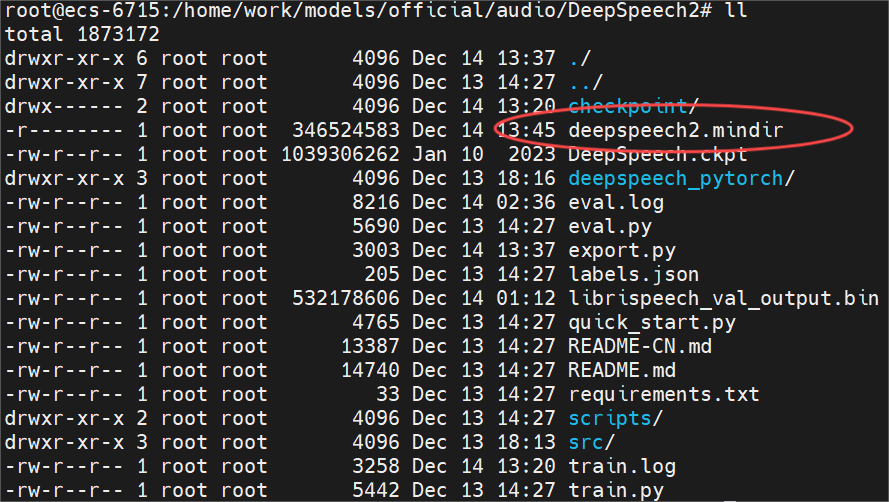 root@ecs-6715:/home/work/models/official/audio/DeepSpeech2# ll
total 1873172
drwxr-xr-x 6 root root       4096 Dec 14 13:37 ./
drwxr-xr-x 7 root root       4096 Dec 13 14:27 ../
drwx------ 2 root root       4096 Dec 14 13:20 checkpoint/
-r-------- 1 root root  346524583 Dec 14 13:45 deepspeech2.mindir
-rw-r--r-- 1 root root 1039306262 Jan 10  2023 DeepSpeech.ckpt
drwxr-xr-x 3 root root       4096 Dec 13 18:16 deepspeech_pytorch/
-rw-r--r-- 1 root root       8216 Dec 14 02:36 eval.log
-rw-r--r-- 1 root root       5690 Dec 13 14:27 eval.py
-rw-r--r-- 1 root root       3003 Dec 14 13:37 export.py
-rw-r--r-- 1 root root        205 Dec 13 14:27 labels.json
-rw-r--r-- 1 root root  532178606 Dec 14 01:12 librispeech_val_output.bin
-rw-r--r-- 1 root root       4765 Dec 13 14:27 quick_start.py
-rw-r--r-- 1 root root      13387 Dec 13 14:27 README-CN.md
-rw-r--r-- 1 root root      14740 Dec 13 14:27 README.md
-rw-r--r-- 1 root root         33 Dec 13 14:27 requirements.txt
drwxr-xr-x 2 root root       4096 Dec 13 14:27 scripts/
drwxr-xr-x 3 root root       4096 Dec 13 18:13 src/
-rw-r--r-- 1 root root       3258 Dec 14 13:20 train.log
-rw-r--r-- 1 root root       5442 Dec 13 14:27 train.py